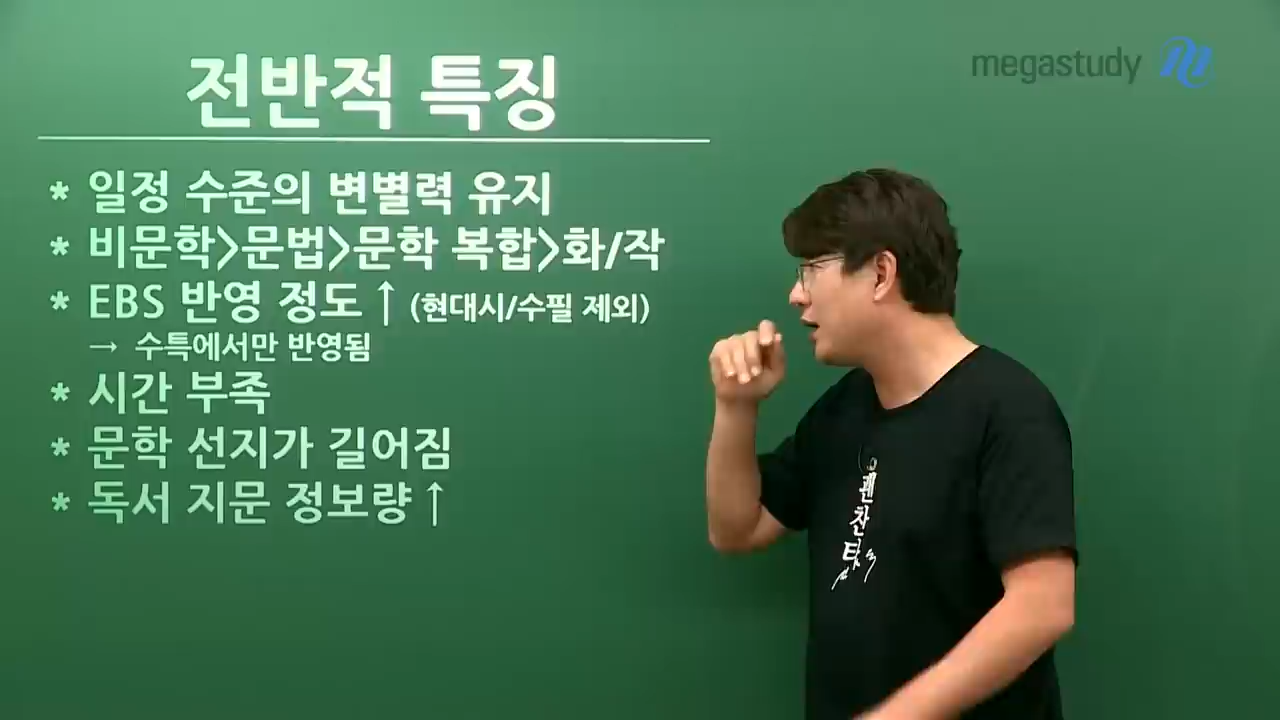 megastudy
전반적 특징
* 일정 수준의 변별력 유지
* 비문학>문법>문학 복합>화/작
* EBS 반영 정도↑(현대시/수필 제외)
→ 수특에서만 반영됨
* 시간 부족
* 문학 선지가 길어짐
* 독서 지문 정보량↑